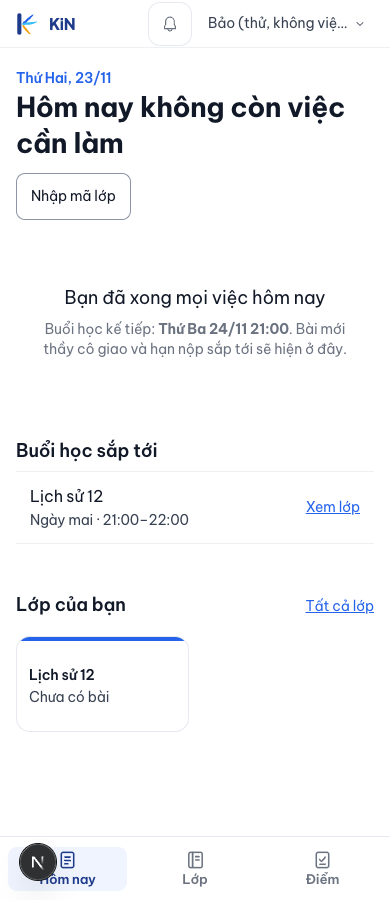 KiN
Bảo (thử, không việ...
Thứ Hai, 23/11
Hôm nay không còn việc
cần làm
Nhập mã lớp
Bạn đã xong mọi việc hôm nay
Buổi học kế tiếp: Thứ Ba 24/11 21:00. Bài mới
thầy cô giao và hạn nộp sắp tới sẽ hiện ở đây.
Buổi học sắp tới
Lịch sử 12
Ngày mai · 21:00–22:00
Xem lớp
Lớp của bạn
Tất cả lớp
Lịch sử 12
Chưa có bài
N
Hôm nay
Lớp
Điểm